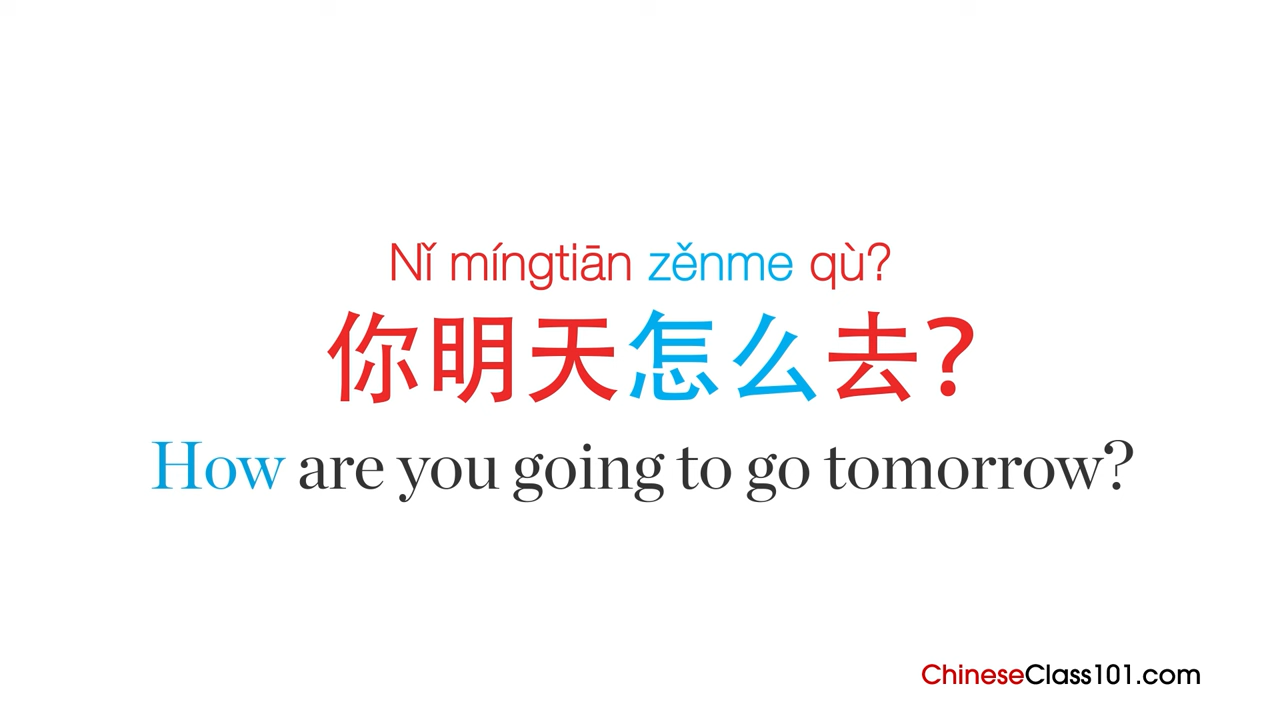 Nǐ míngtiān zěnme qù?
你明天怎么去?
How are you going to go tomorrow?
ChineseClass101.com